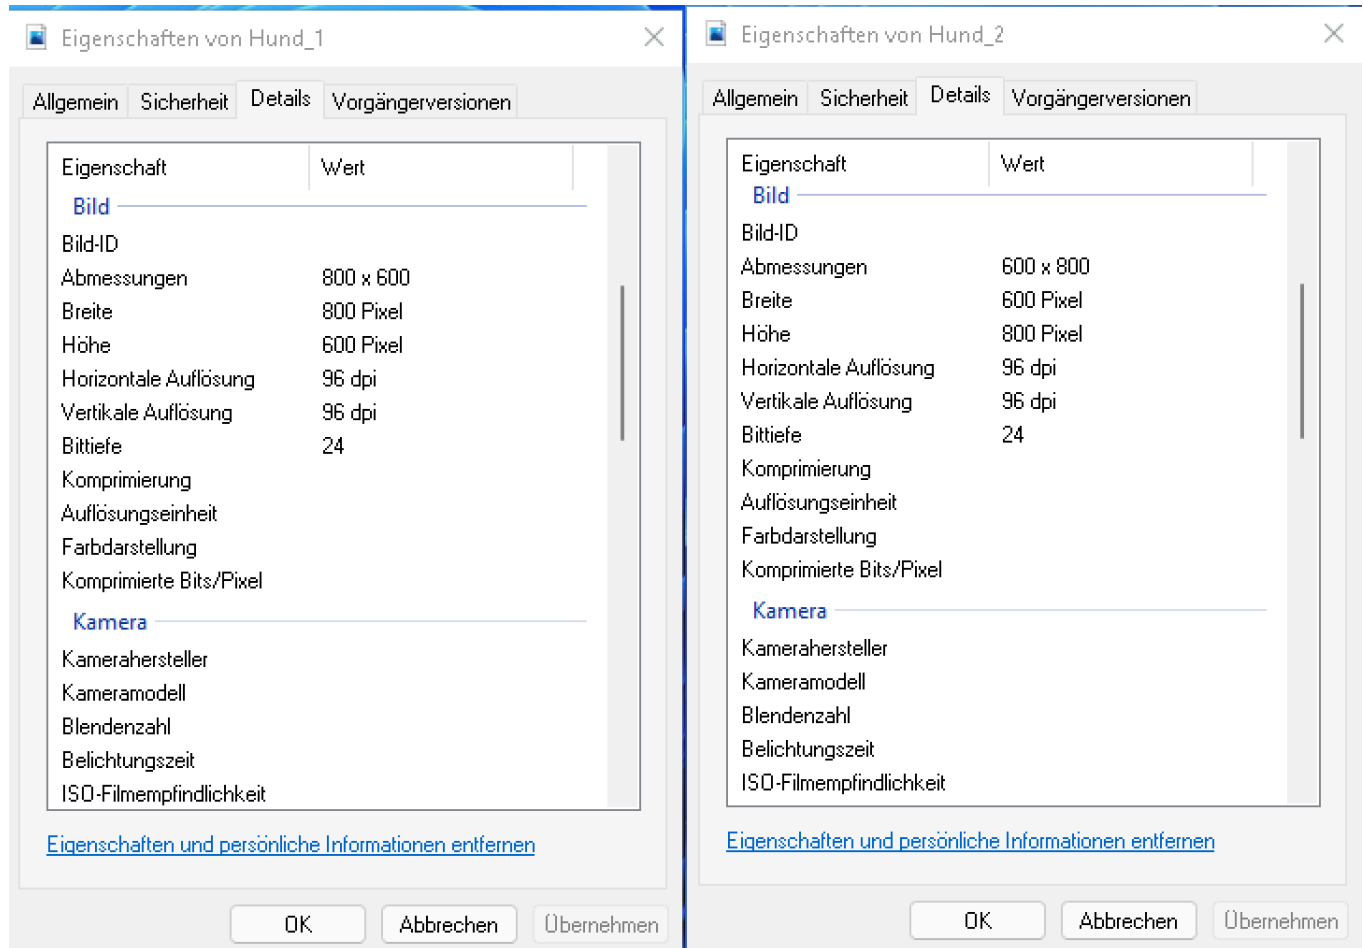 Eigenschaften von Hund_1
Allgemein Sicherheit Details Vorgängerversionen
Eigenschaft Wert
Bild
Bild-ID
Abmessungen 800 x 600
Breite 800 Pixel
Höhe 600 Pixel
Horizontale Auflösung 96 dpi
Vertikale Auflösung 96 dpi
Bittiefe 24
Komprimierung
Auflösungseinheit
Farbdarstellung
Komprimierte Bits/Pixel
Kamera
Kamerahersteller
Kameramodell
Blendenzahl
Belichtungszeit
ISO-Filmempfindlichkeit
Eigenschaften und persönliche Informationen entfernen
OK Abbrechen Übernehmen
Eigenschaften von Hund_2
Allgemein Sicherheit Details Vorgängerversionen
Eigenschaft Wert
Bild
Bild-ID
Abmessungen 600 x 800
Breite 600 Pixel
Höhe 800 Pixel
Horizontale Auflösung 96 dpi
Vertikale Auflösung 96 dpi
Bittiefe 24
Komprimierung
Auflösungseinheit
Farbdarstellung
Komprimierte Bits/Pixel
Kamera
Kamerahersteller
Kameramodell
Blendenzahl
Belichtungszeit
ISO-Filmempfindlichkeit
Eigenschaften und persönliche Informationen entfernen
OK Abbrechen Übernehmen